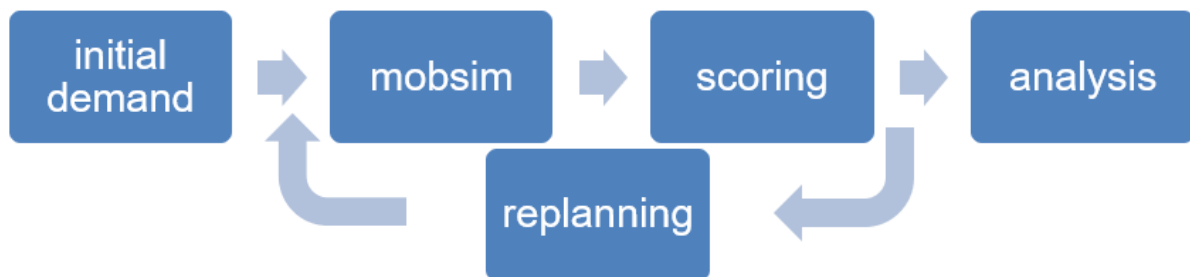 initial
demand
mobsim
scoring
analysis
replanning